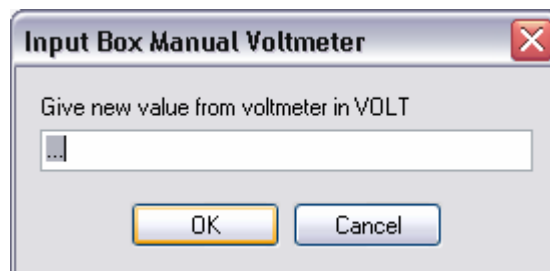 Input Box Manual Voltmeter
Give new value from voltmeter in VOLT
...
OK
Cancel